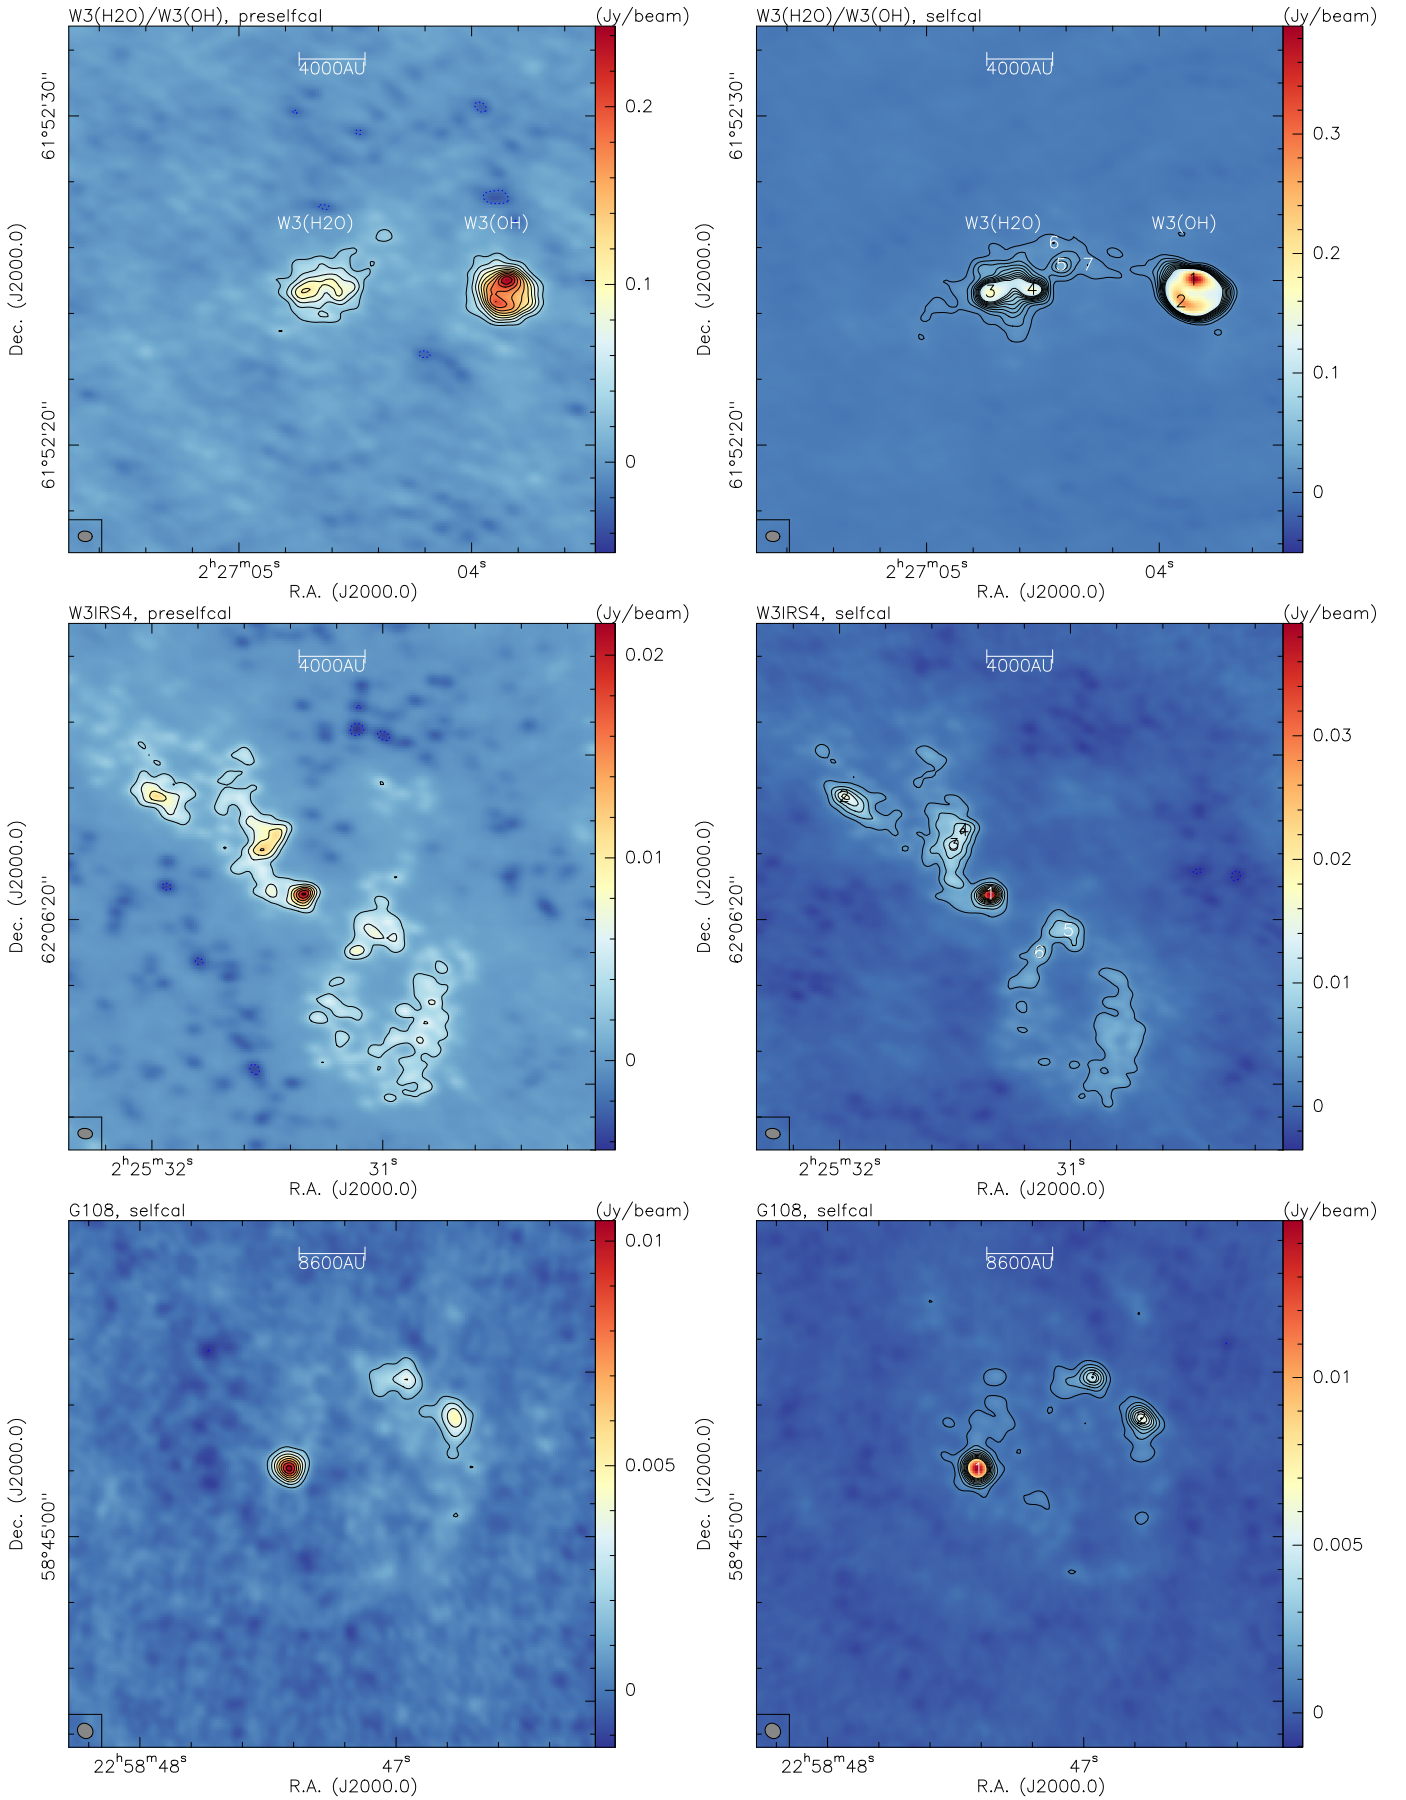 W3(H2O)/W3(OH), preselfcal
(Jy/beam)
4000AU
W3(H2O)
W3(OH)
0.2
0.1
0
61°52'30''
61°52'20''
Dec. (J2000.0)
2h27m05s
04s
R.A. (J2000.0)
W3(H2O)/W3(OH), selfcal
(Jy/beam)
4000AU
W3(H2O)
W3(OH)
6
5
7
3
4
1
2
0.3
0.2
0.1
0
61°52'30''
61°52'20''
Dec. (J2000.0)
2h27m05s
04s
R.A. (J2000.0)
W3IRS4, preselfcal
(Jy/beam)
4000AU
0.02
0.01
0
62°06'20''
Dec. (J2000.0)
2h25m32s
31s
R.A. (J2000.0)
W3IRS4, selfcal
(Jy/beam)
4000AU
2
4
3
1
5
6
0.03
0.02
0.01
0
62°06'20''
Dec. (J2000.0)
2h25m32s
31s
R.A. (J2000.0)
G108, selfcal
(Jy/beam)
8600AU
0.01
0.005
0
58°45'00''
Dec. (J2000.0)
22h58m48s
47s
R.A. (J2000.0)
G108, selfcal
(Jy/beam)
8600AU
2
1
0.01
0.005
0
58°45'00''
Dec. (J2000.0)
22h58m48s
47s
R.A. (J2000.0)